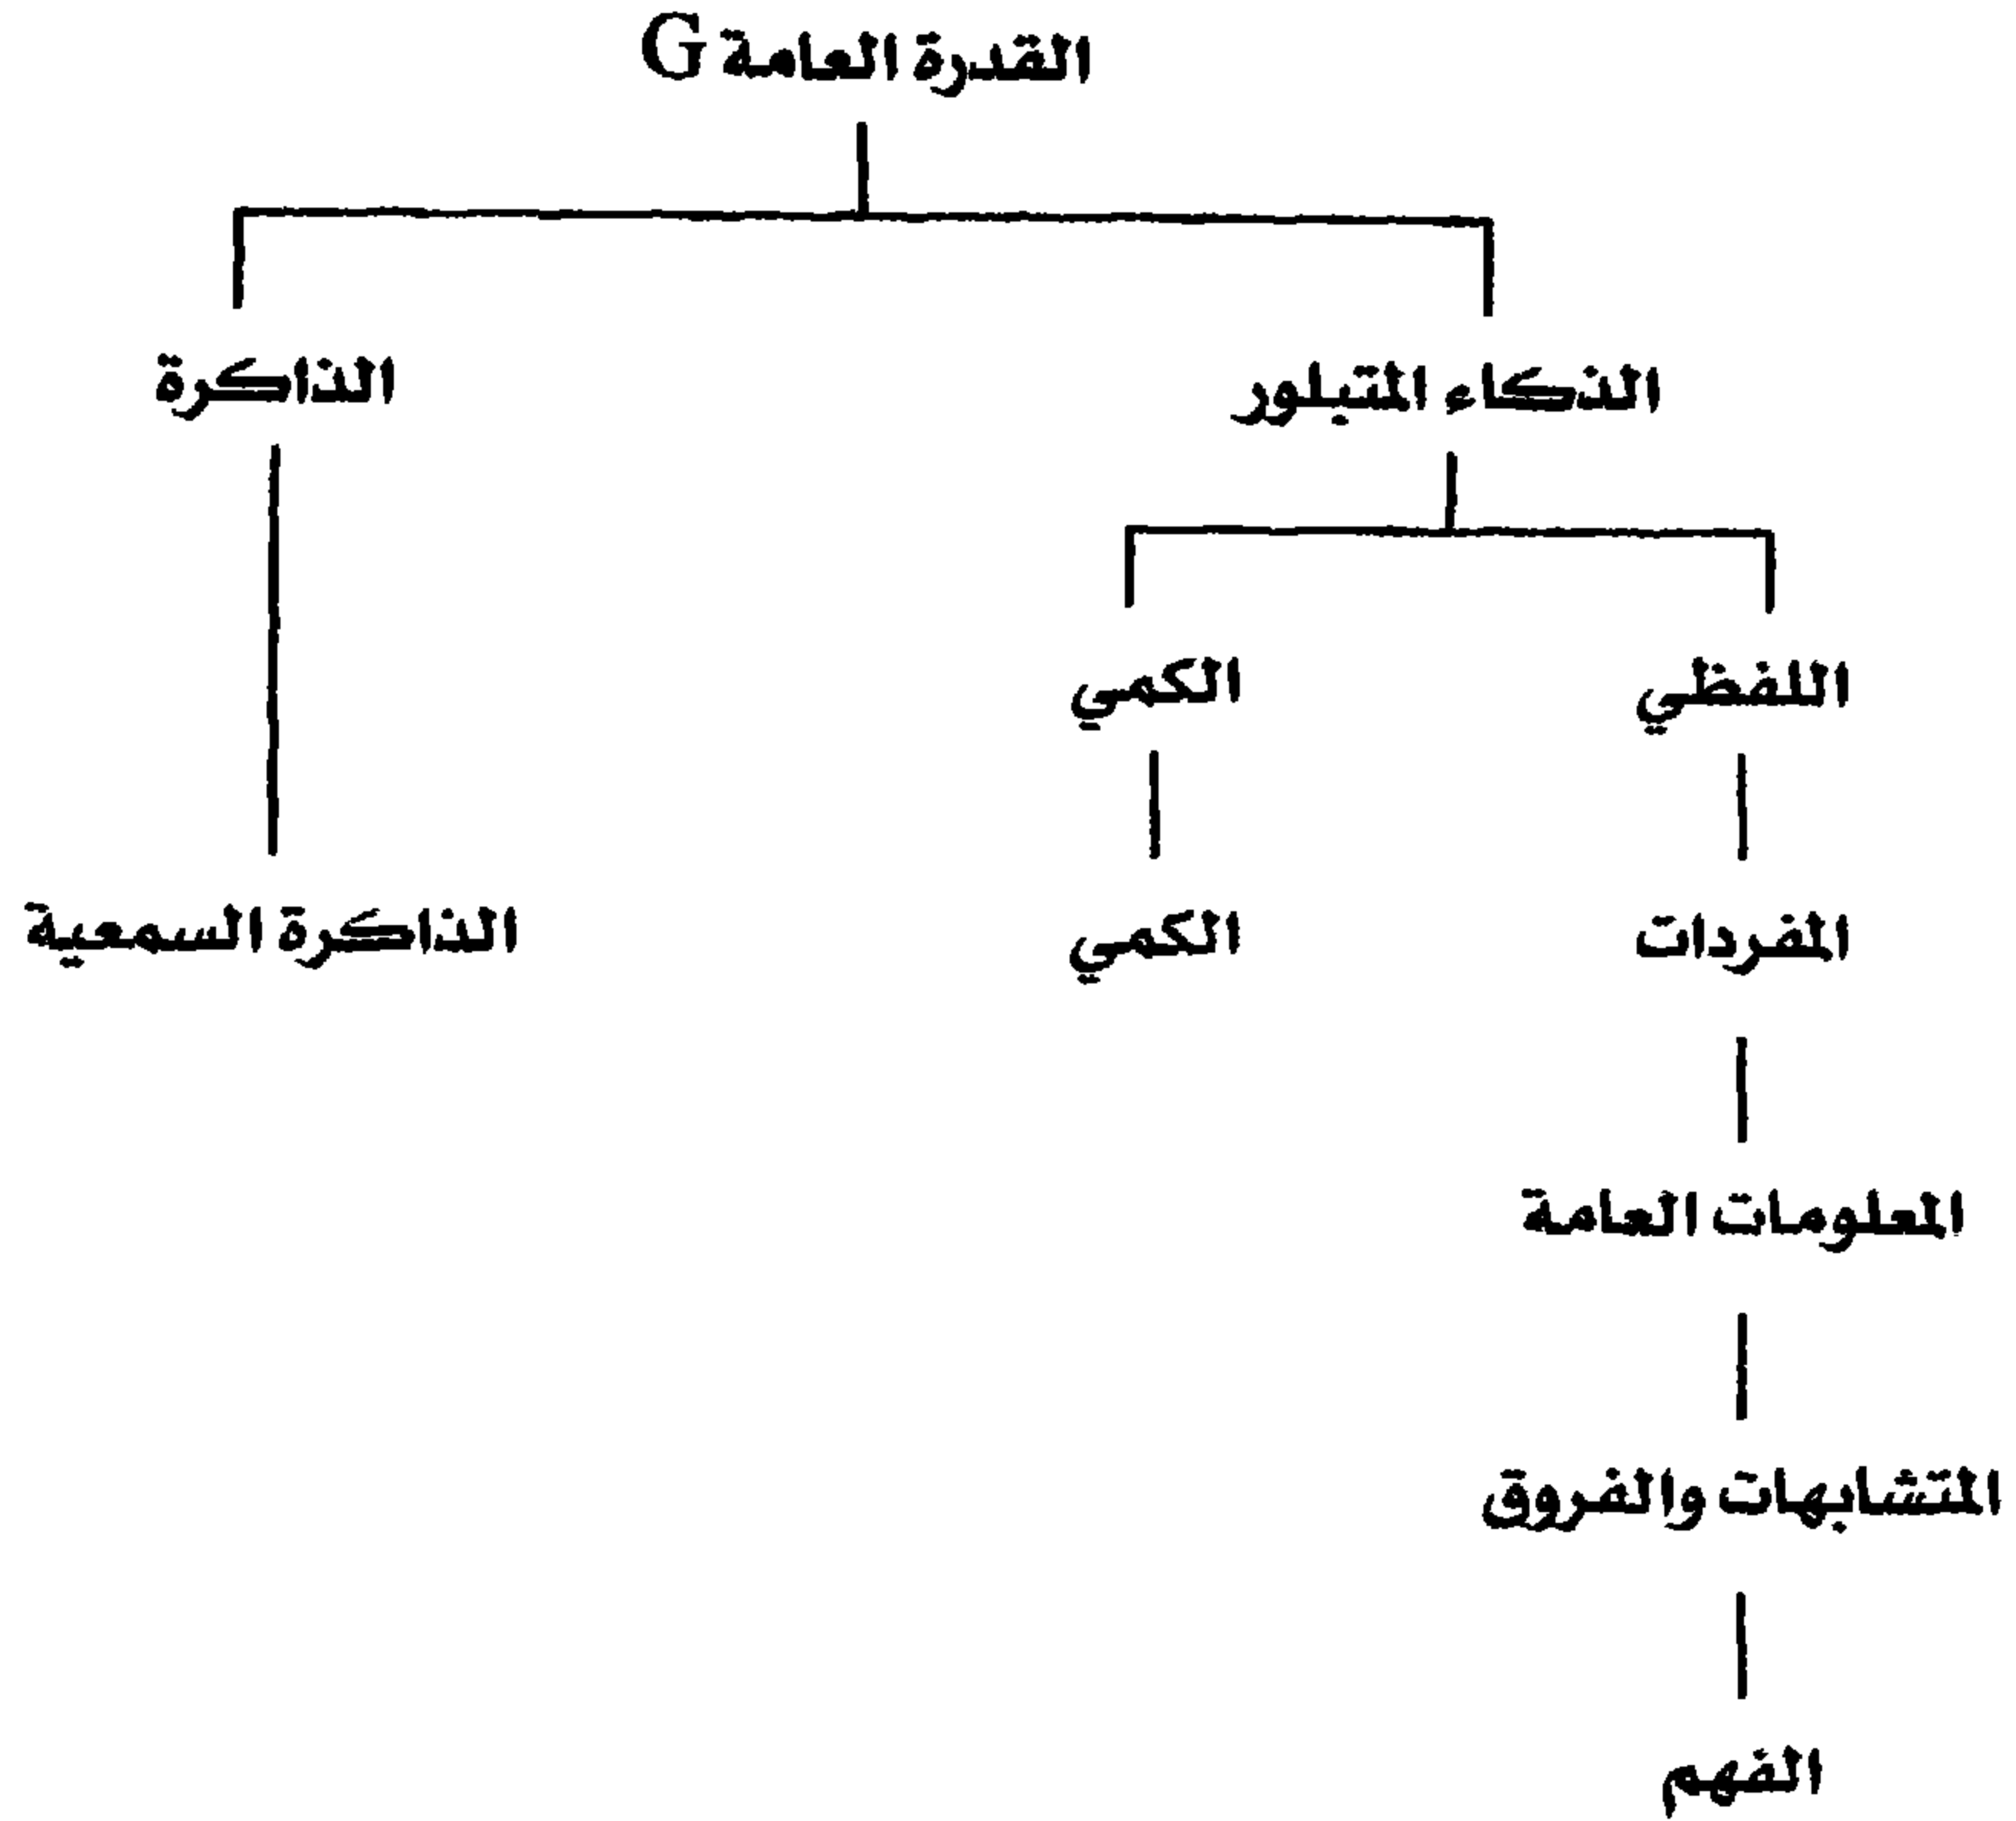 القدرة العامة G
الذكاء المتبلور
الذاكرة
اللفظي
الكمي
المفردات
الكمي
الذاكرة السمعية
المعلومات العامة
المتشابهات والفروق
الفهم